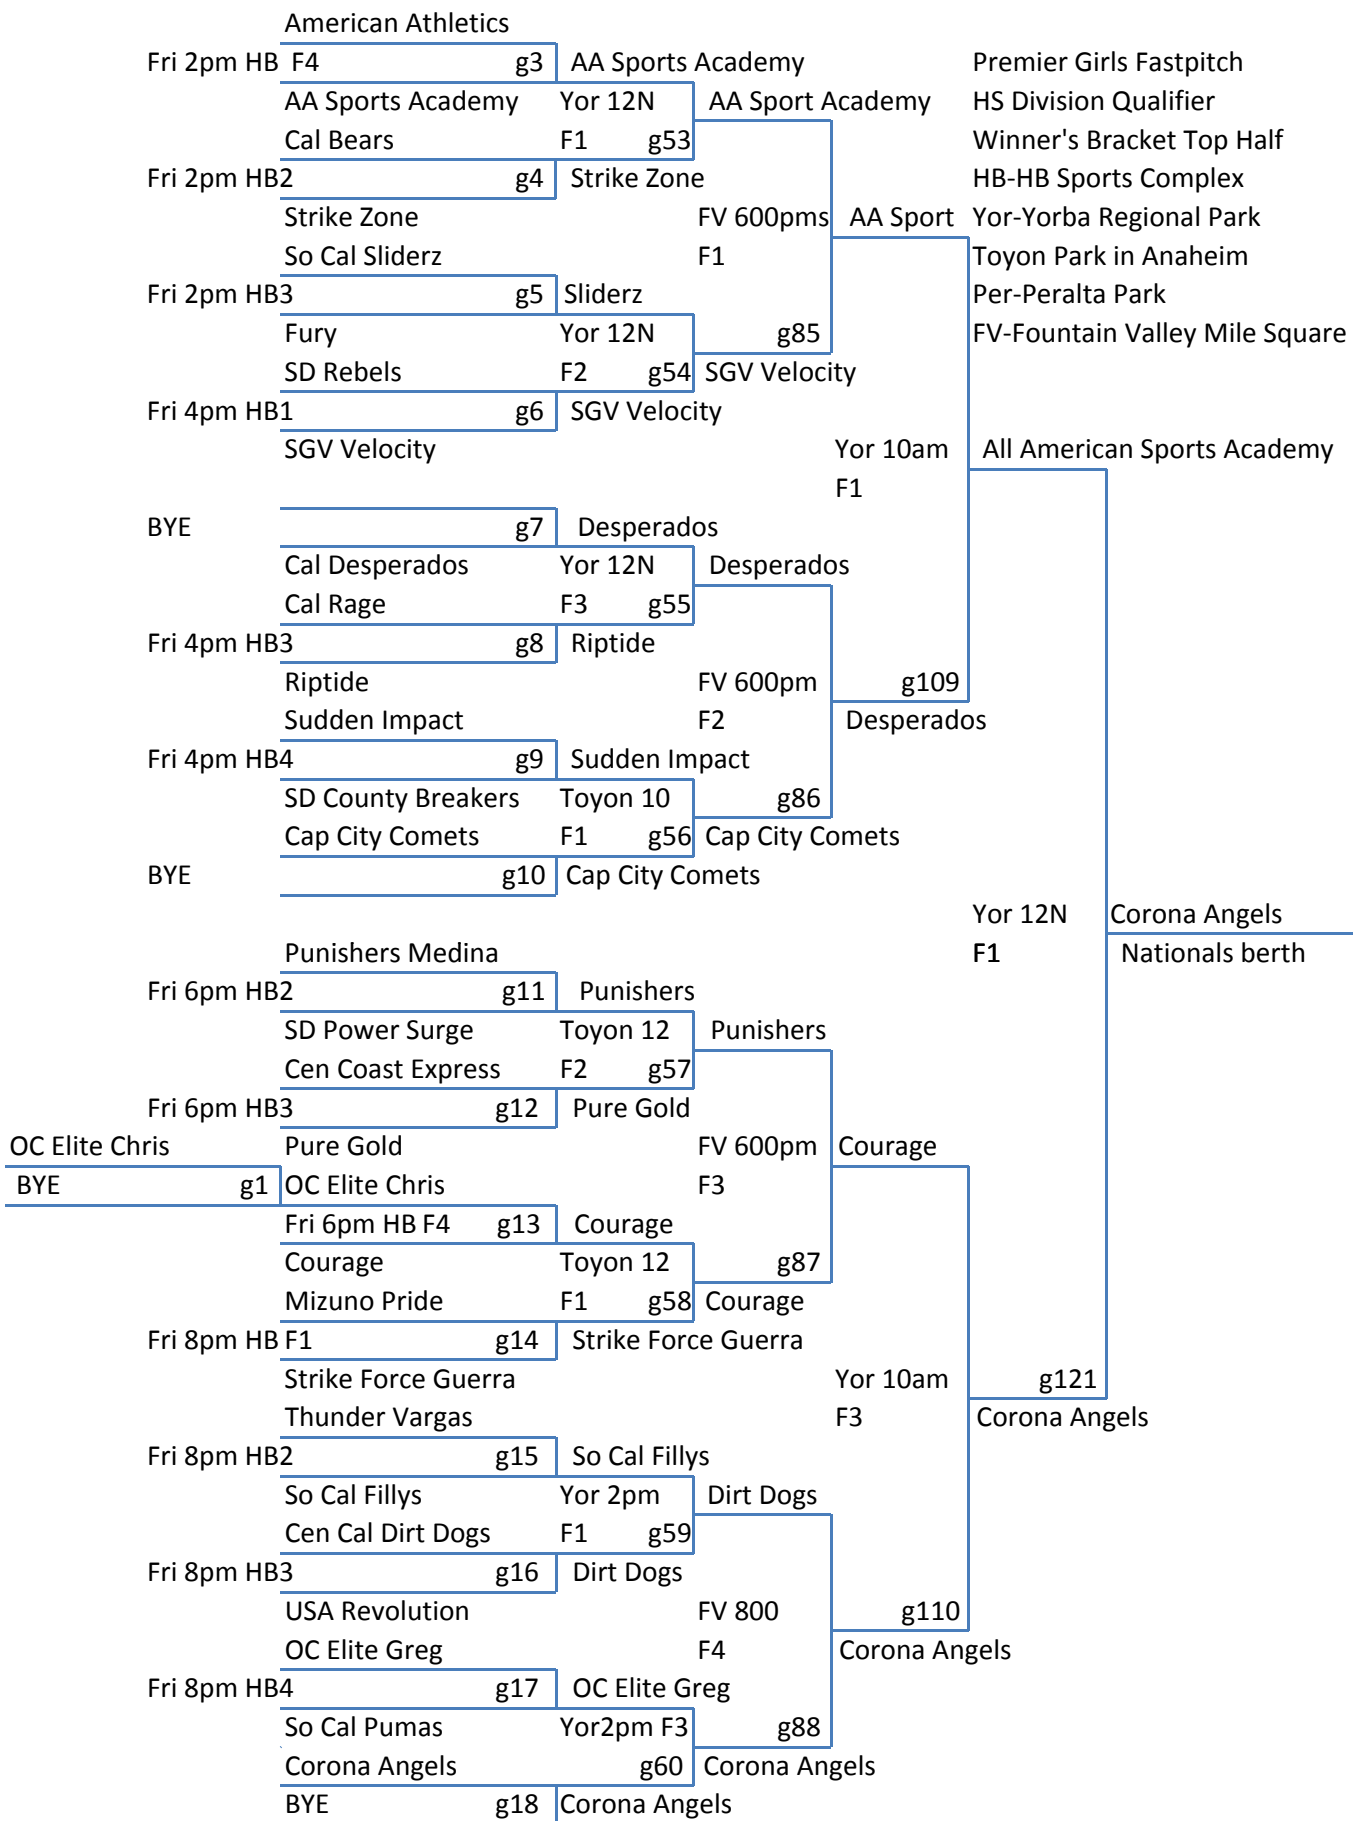 American Athletics
Fri 2pm HB F4 g3 AA Sports Academy Premier Girls Fastpitch
AA Sports Academy Yor 12N AA Sport Academy HS Division Qualifier
Cal Bears F1 g53 Winner's Bracket Top Half
Fri 2pm HB2 g4 Strike Zone HB-HB Sports Complex
Strike Zone FV 600pms AA Sport Yor-Yorba Regional Park
So Cal Sliderz F1 Toyon Park in Anaheim
Fri 2pm HB3 g5 Sliderz Per-Peralta Park
Fury Yor 12N g85 FV-Fountain Valley Mile Square
SD Rebels F2 g54 SGV Velocity
Fri 4pm HB1 g6 SGV Velocity
SGV Velocity Yor 10am All American Sports Academy
F1
BYE g7 Desperados
Cal Desperados Yor 12N Desperados
Cal Rage F3 g55
Fri 4pm HB3 g8 Riptide
Riptide FV 600pm g109
Sudden Impact F2 Desperados
Fri 4pm HB4 g9 Sudden Impact
SD County Breakers Toyon 10 g86
Cap City Comets F1 g56 Cap City Comets
BYE g10 Cap City Comets
Yor 12N Corona Angels
Punishers Medina F1 Nationals berth
Fri 6pm HB2 g11 Punishers
SD Power Surge Toyon 12 Punishers
Cen Coast Express F2 g57
Fri 6pm HB3 g12 Pure Gold
OC Elite Chris Pure Gold FV 600pm Courage
BYE g1 OC Elite Chris F3
Fri 6pm HB F4 g13 Courage
Courage Toyon 12 g87
Mizuno Pride F1 g58 Courage
Fri 8pm HB F1 g14 Strike Force Guerra
Strike Force Guerra Yor 10am g121
Thunder Vargas F3 Corona Angels
Fri 8pm HB2 g15 So Cal Fillys
So Cal Fillys Yor 2pm Dirt Dogs
Cen Cal Dirt Dogs F1 g59
Fri 8pm HB3 g16 Dirt Dogs
USA Revolution FV 800 g110
OC Elite Greg F4 Corona Angels
Fri 8pm HB4 g17 OC Elite Greg
So Cal Pumas Yor2pm F3 g88
Corona Angels g60 Corona Angels
BYE g18 Corona Angels